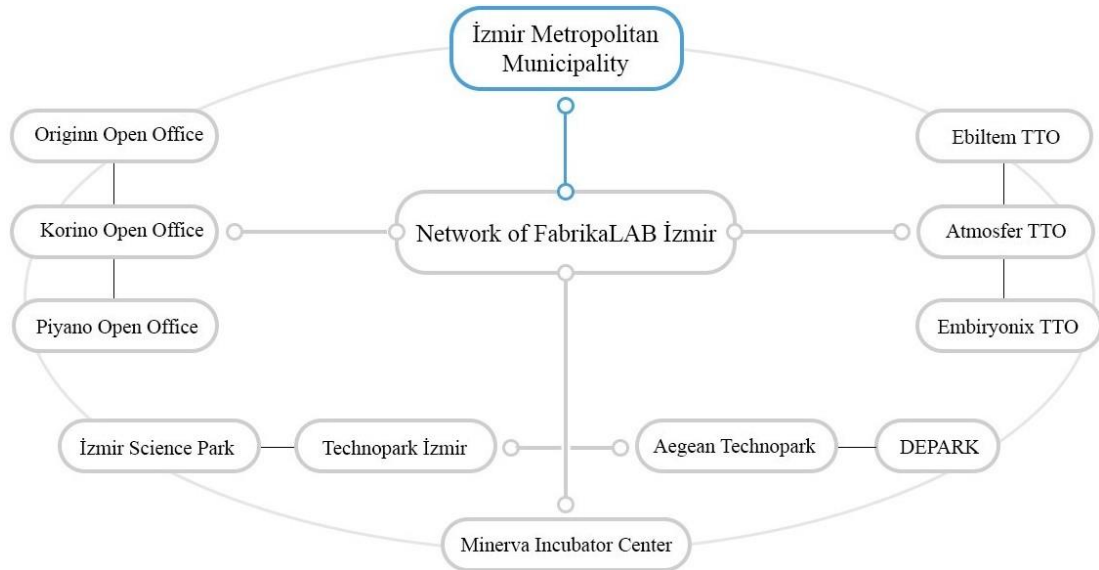 İzmir Metropolitan
Municipality
Originn Open Office
Ebiltem TTO
Korino Open Office
Network of FabrikaLAB İzmir
Atmosfer TTO
Piyano Open Office
Embiryonix TTO
İzmir Science Park
Technopark İzmir
Aegean Technopark
DEPARK
Minerva Incubator Center